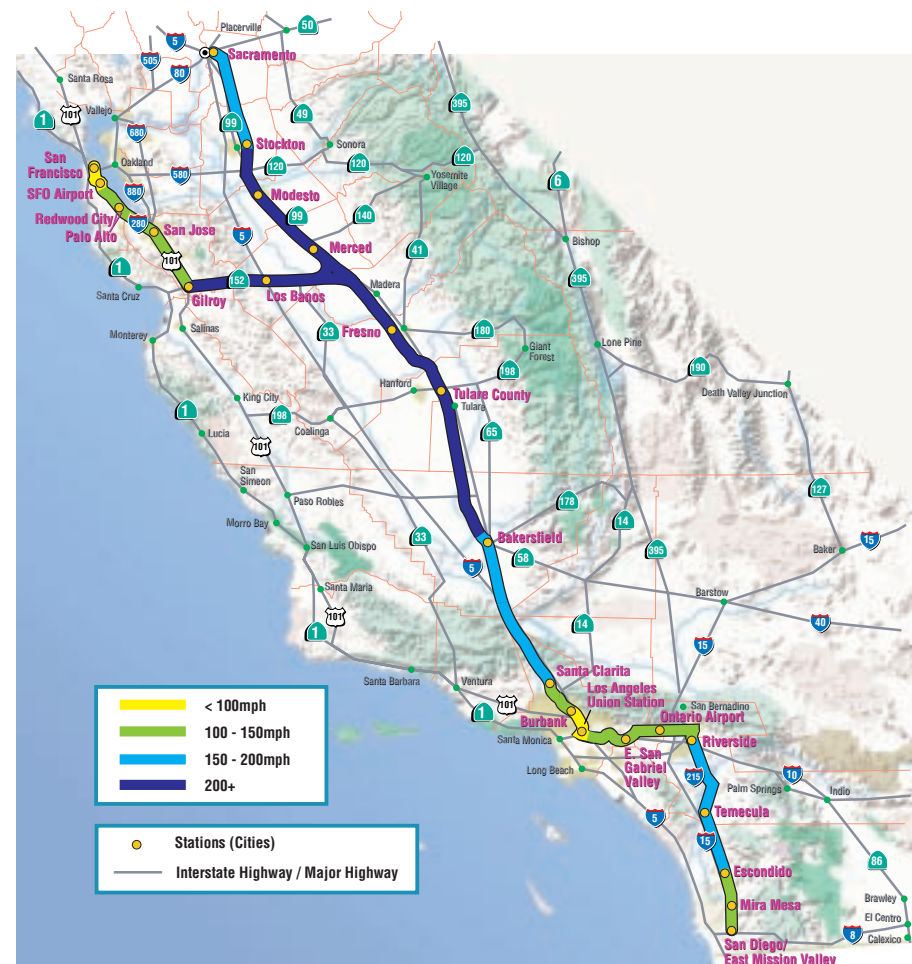 Placerville
50
5
Sacramento
505
80
Santa Rosa
101
1
Vallejo
395
99
49
680
Stockton
Sonora
San
Francisco
Oakland
580
120
120
120
Yosemite
Village
6
SFO Airport
880
Modesto
Redwood City/
Palo Alto
280
San Jose
99
140
5
Merced
41
Bishop
101
1
395
152
Santa Cruz
Gilroy
Los Banos
Madera
Monterey
Salinas
33
Fresno
180
Giant
Forest
Lone Pine
190
198
Hanford
Tulare County
Death Valley Junction
King City
1
198
Tulare
Coalinga
65
Lucia
101
San
Simeon
Paso Robles
178
127
Morro Bay
14
33
Bakersfield
15
San Luis Obispo
58
395
Baker
5
Santa Maria
Barstow
101
1
14
40
15
Santa Clarita
Santa Barbara
Ventura
Los Angeles
Union Station
101
1
San Bernadino
Burbank
Ontario Airport
Santa Monica
Riverside
E. San
Gabriel
Valley
Long Beach
215
10
Palm Springs
Indio
5
Temecula
15
86
Escondido
Brawley
Mira Mesa
El Centro
8
Calexico
San Diego/
East Mission Valley
< 100mph
100 - 150mph
150 - 200mph
200+
Stations (Cities)
Interstate Highway / Major Highway